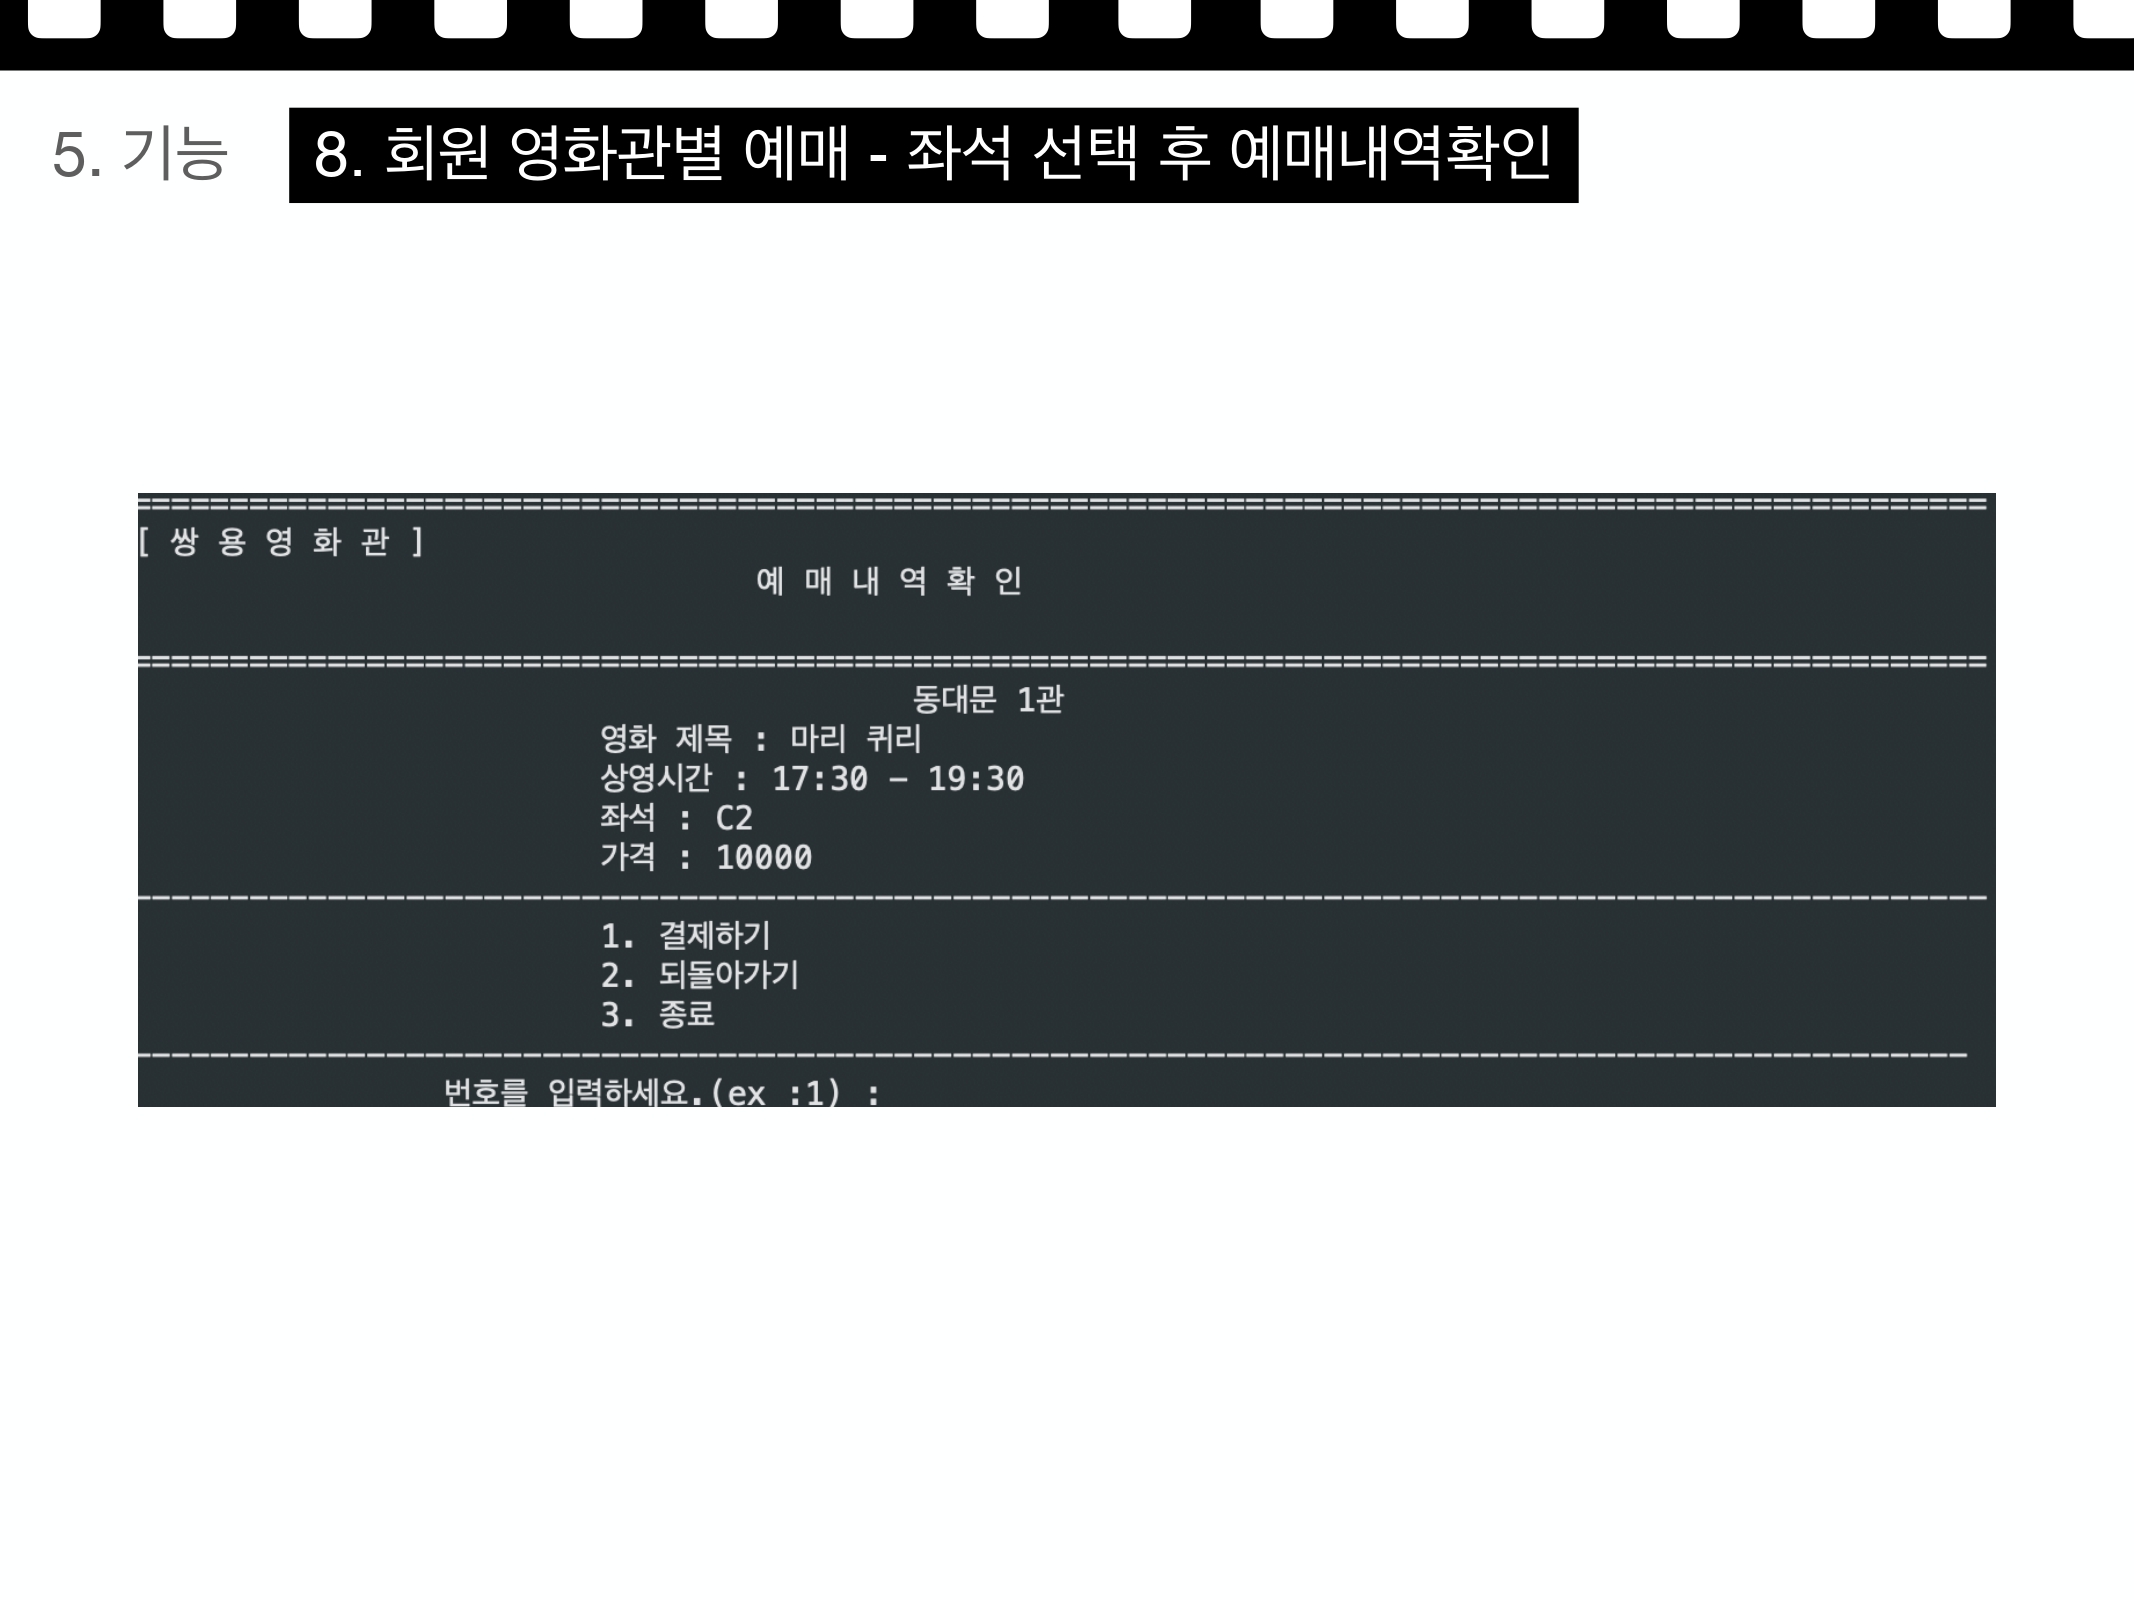 5. 기능
8. 회원 영화관별 예매 - 좌석 선택 후 예매내역확인
===============================================================================================
[ 쌍 용 영 화 관 ]
예 매 내 역 확 인
===============================================================================================
동대문 1관
영화 제목 : 마리 퀴리
상영시간 : 17:30 – 19:30
좌석 : C2
가격 : 10000
-----------------------------------------------------------------------------------------------
1. 결제하기
2. 되돌아가기
3. 종료
----------------------------------------------------------------------------------------------
번호를 입력하세요.(ex :1) :